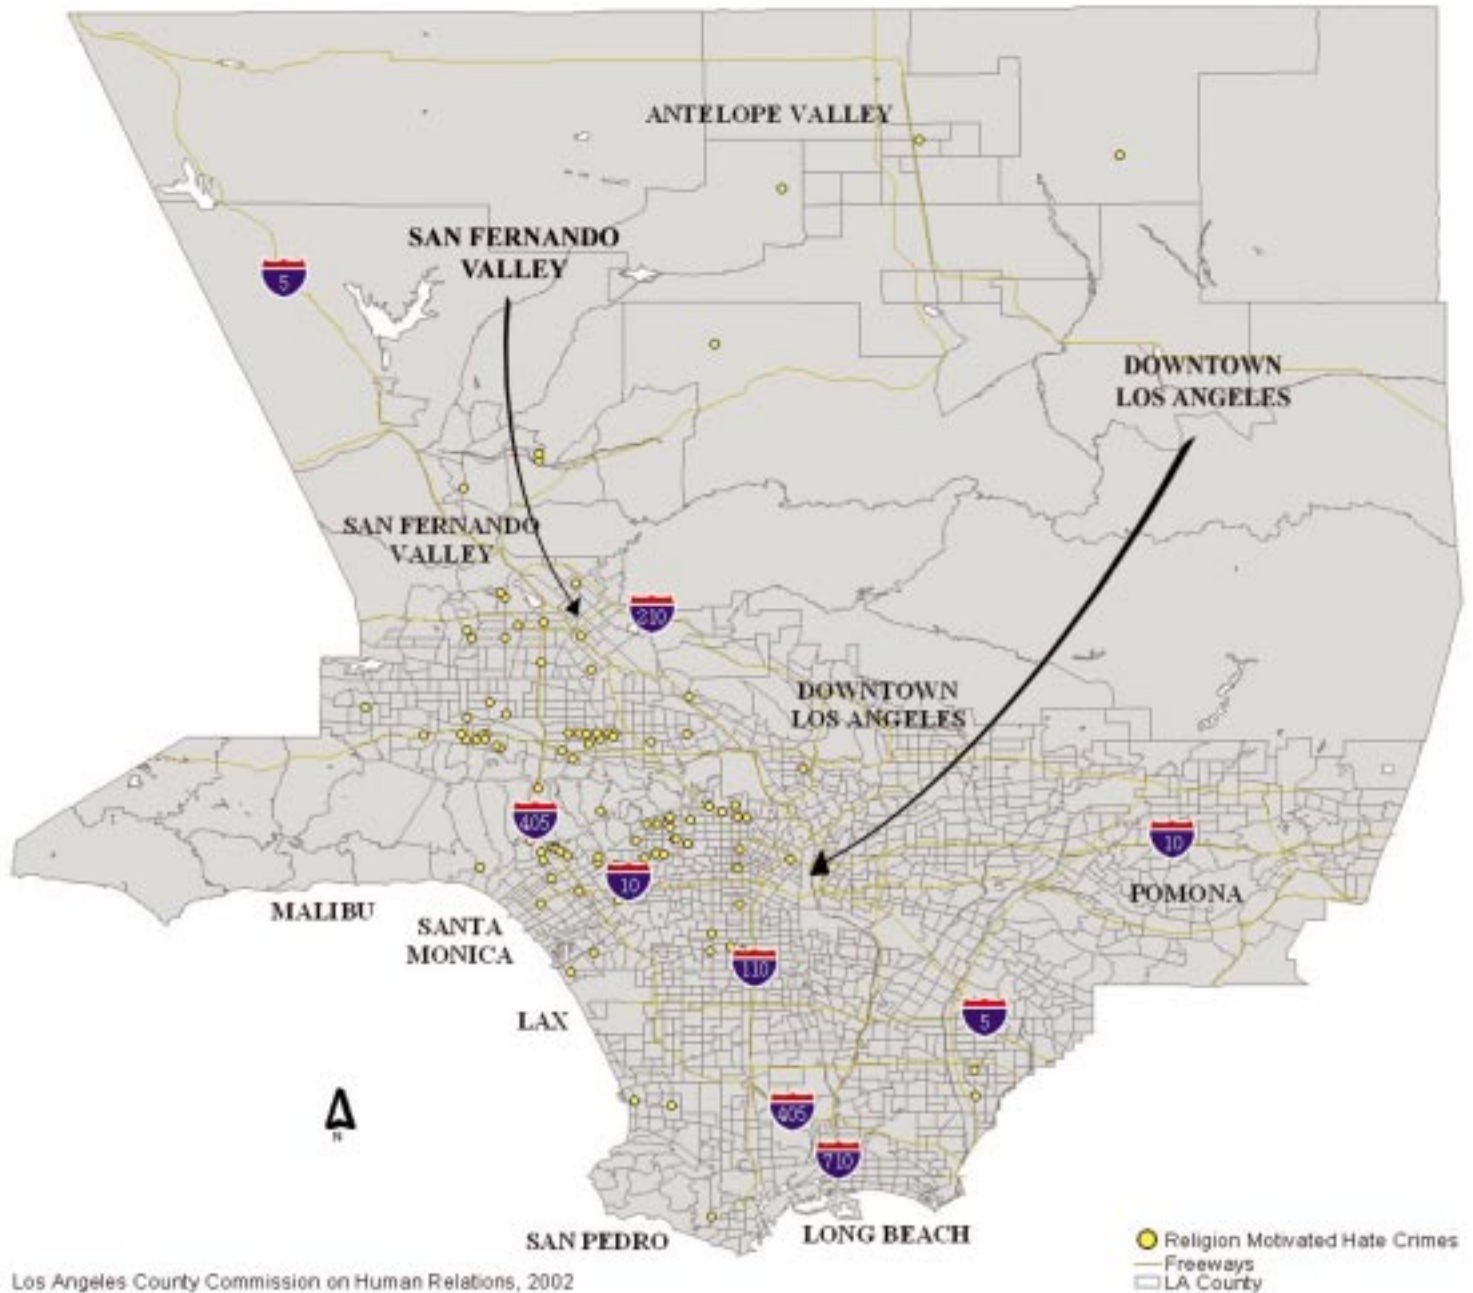 ANTELOPE VALLEY
SAN FERNANDO
VALLEY
5
DOWNTOWN
LOS ANGELES
SAN FERNANDO
VALLEY
210
DOWNTOWN
LOS ANGELES
405
10
10
POMONA
MALIBU
SANTA
MONICA
110
LAX
5
405
N
710
SAN PEDRO
LONG BEACH
Religion Motivated Hate Crimes
Freeways
LA County
Los Angeles County Commission on Human Relations, 2002